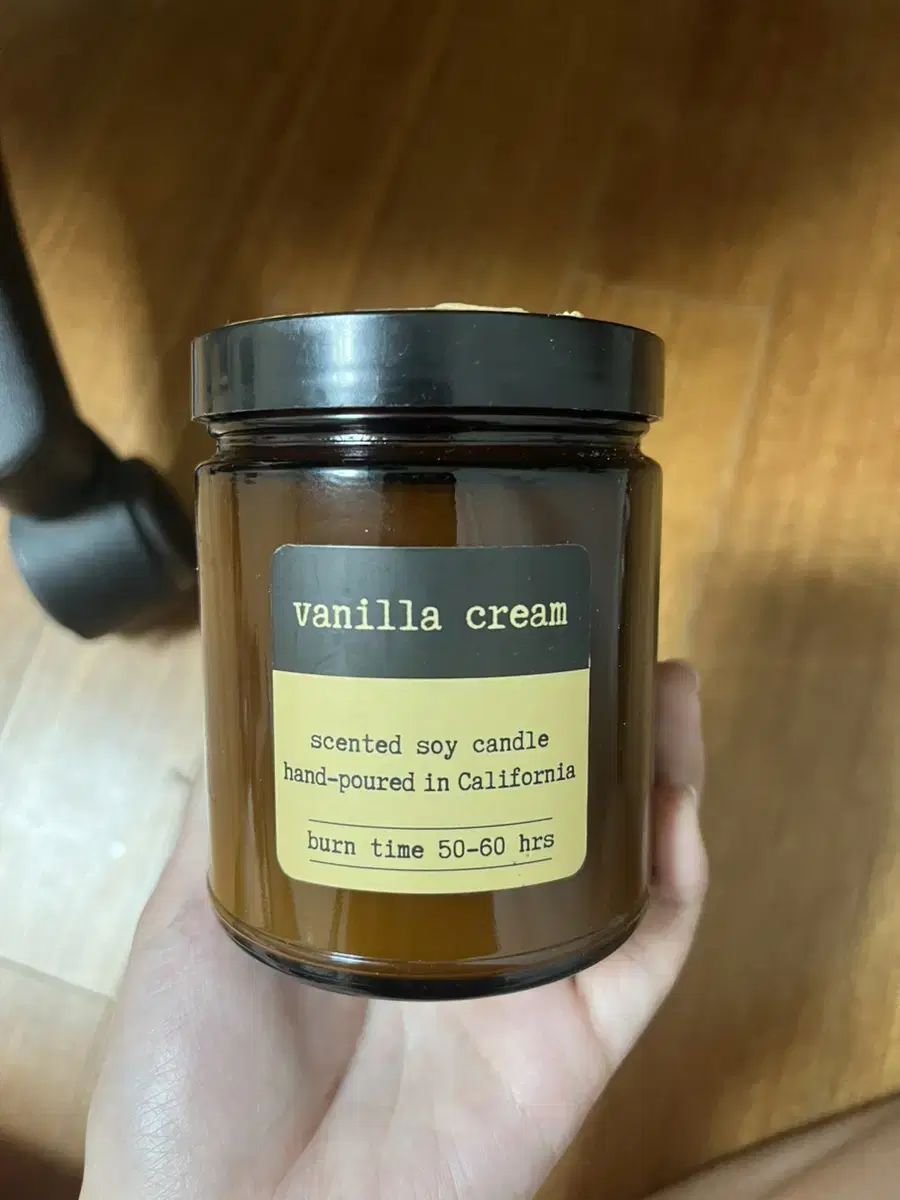 vanilla cream
scented soy candle
hand-poured in California
burn time 50-60 hrs